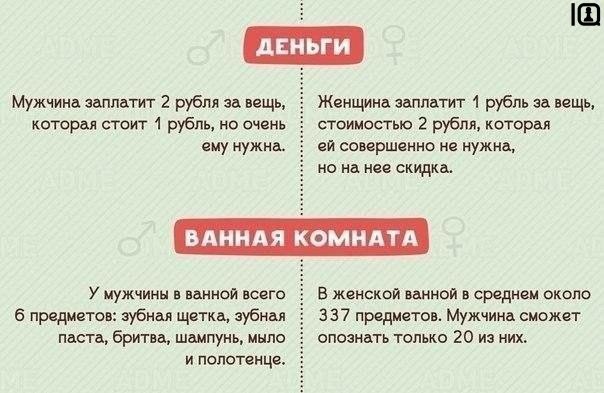 IQ
ДЕНЬГИ
Мужчина заплатит 2 рубля за вещь,
которая стоит 1 рубль, но очень
ему нужна.
Женщина заплатит 1 рубль за вещь,
стоимостью 2 рубля, которая
ей совершенно не нужна,
но на нее скидка.
ВАННАЯ КОМНАТА
У мужчины в ванной всего
6 предметов: зубная щетка, зубная
паста, бритва, шампунь, мыло
и полотенце.
В женской ванной в среднем около
337 предметов. Мужчина сможет
опознать только 20 из них.